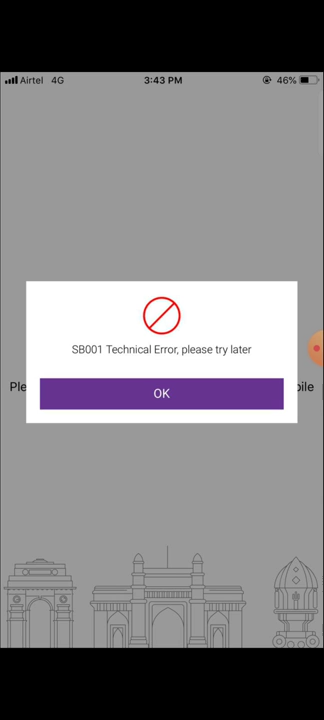 Airtel 4G 3:43 PM 46%
SB001 Technical Error, please try later
Ple
bile
OK